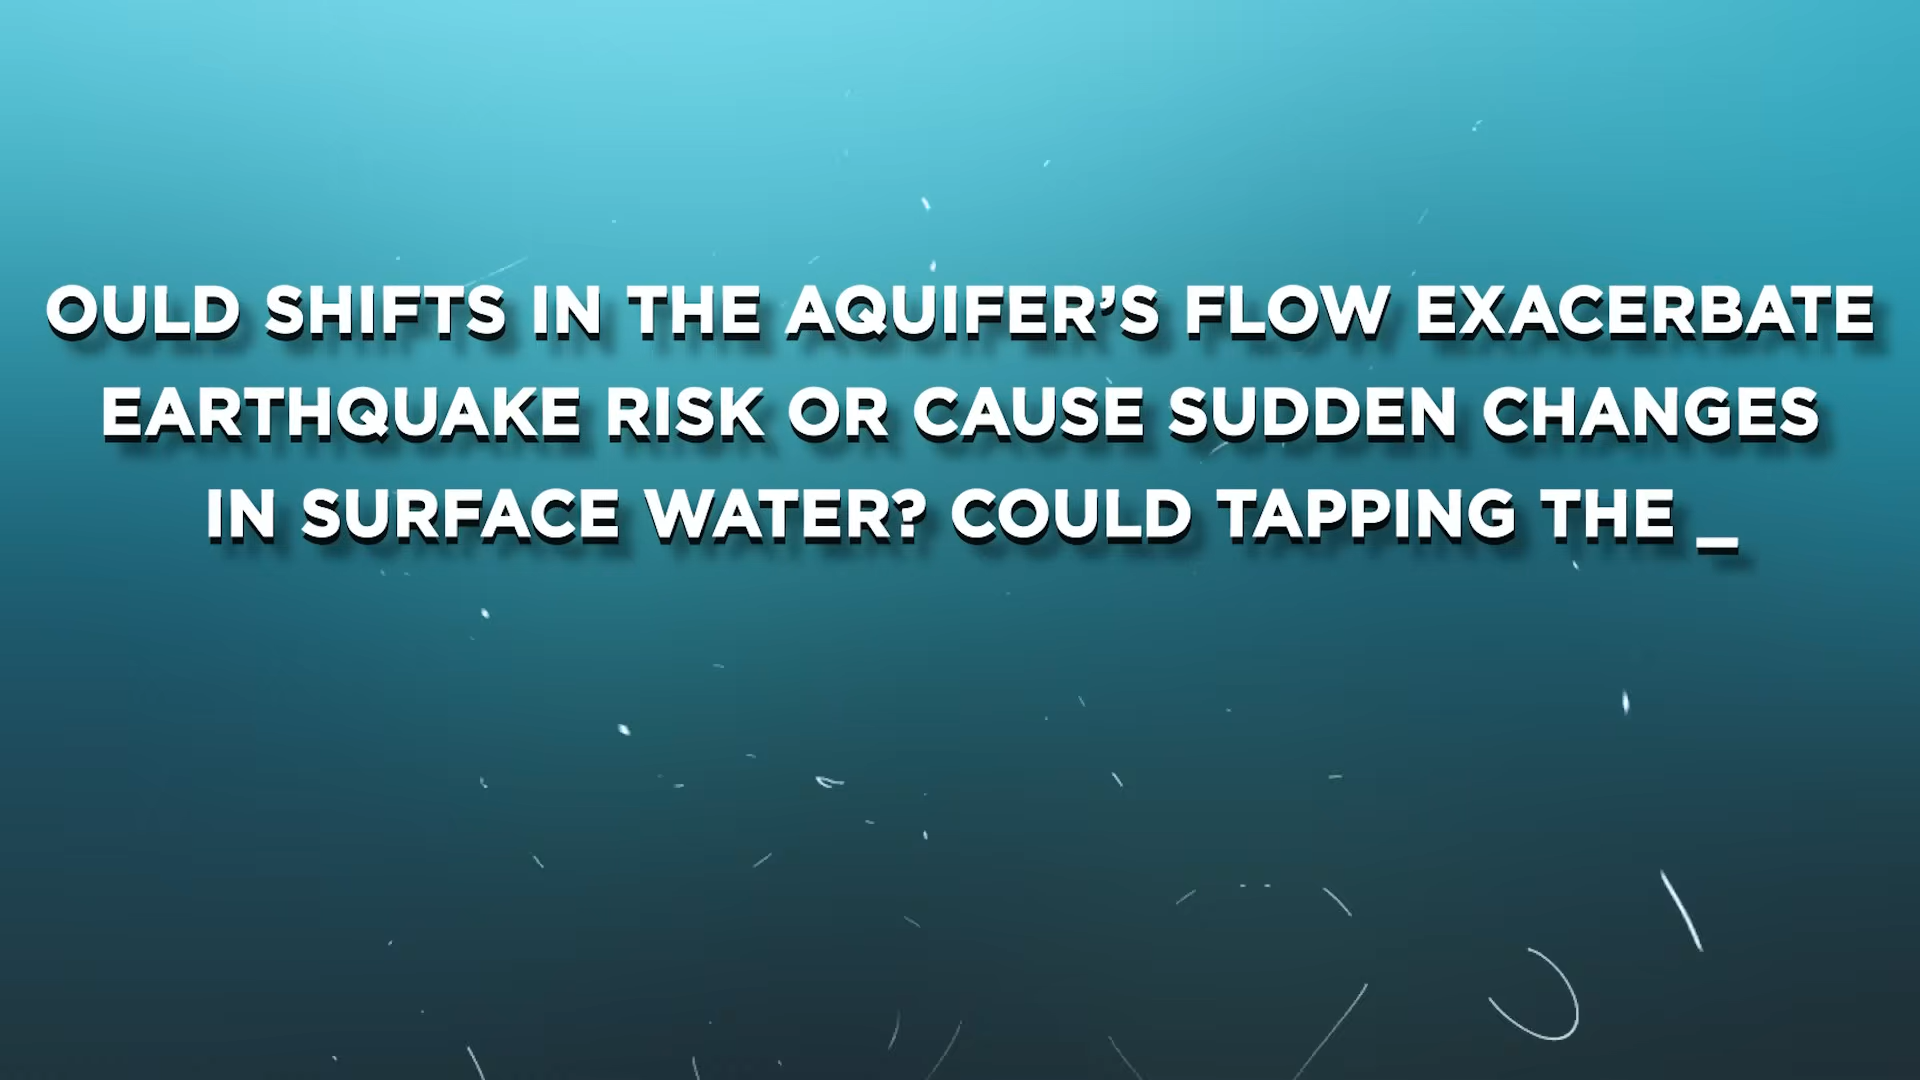 OULD SHIFTS IN THE AQUIFER’S FLOW EXACERBATE
EARTHQUAKE RISK OR CAUSE SUDDEN CHANGES
IN SURFACE WATER? COULD TAPPING THE _